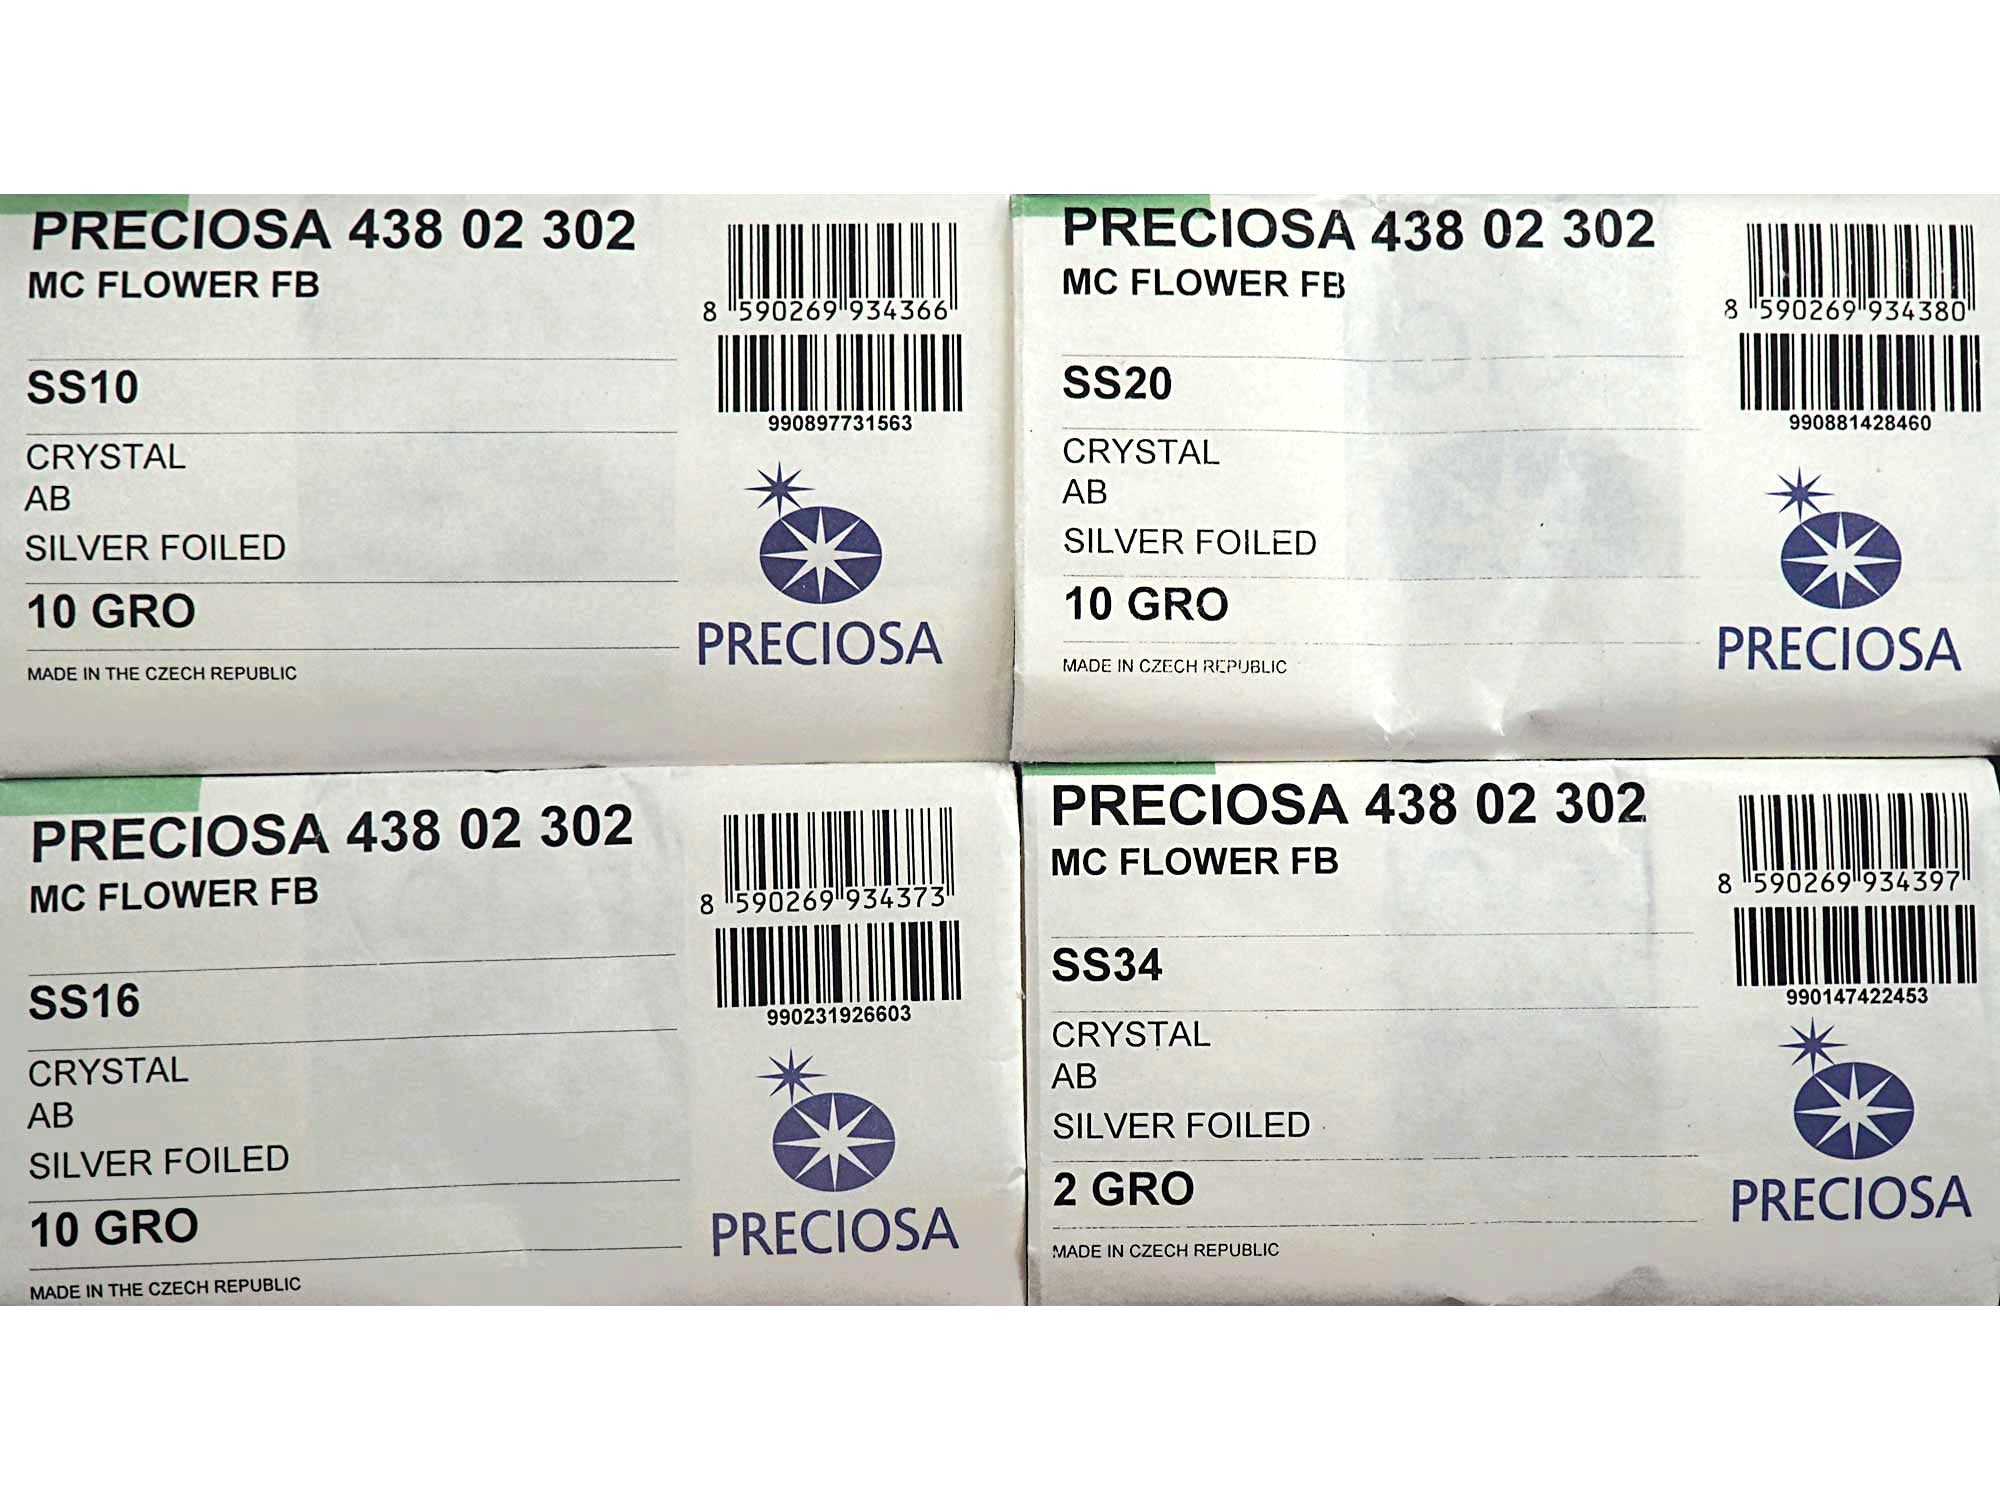 PRECIOSA 438 02 302
MC FLOWER FB
8 590269 934366
990897731563
SS10
CRYSTAL
AB
SILVER FOILED
10 GRO
MADE IN THE CZECH REPUBLIC
PRECIOSA
PRECIOSA 438 02 302
MC FLOWER FB
8 590269 934380
990881428460
SS20
CRYSTAL
AB
SILVER FOILED
10 GRO
MADE IN CZECH REPUBLIC
PRECIOSA
PRECIOSA 438 02 302
MC FLOWER FB
8 590269 934373
990231926603
SS16
CRYSTAL
AB
SILVER FOILED
10 GRO
MADE IN THE CZECH REPUBLIC
PRECIOSA
PRECIOSA 438 02 302
MC FLOWER FB
8 590269 934397
990147422453
SS34
CRYSTAL
AB
SILVER FOILED
2 GRO
MADE IN CZECH REPUBLIC
PRECIOSA